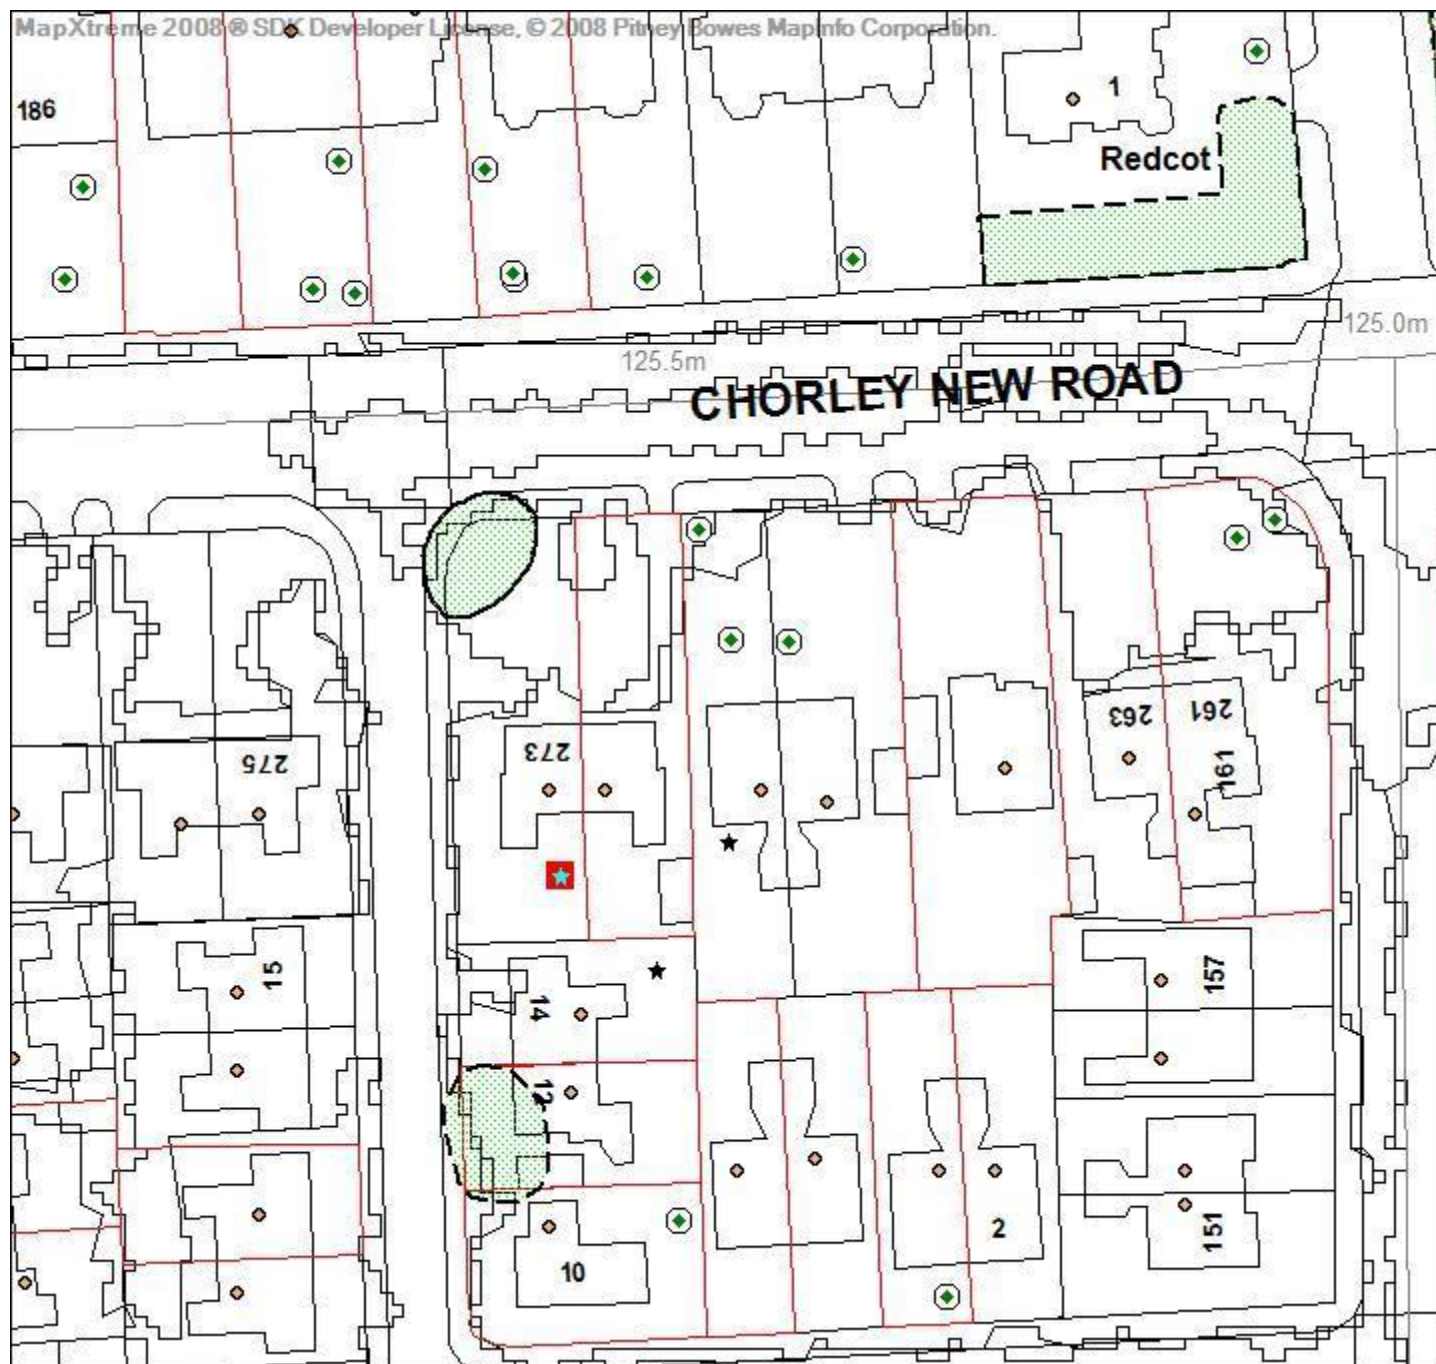 MapXtreme 2008 ® SDK Developer License, © 2008 Pitney Bowes MapInfo Corporation.
186
1
Redcot
125.0m
125.5m
CHORLEY NEW ROAD
273
275
263
261
161
15
14
157
12
10
2
151